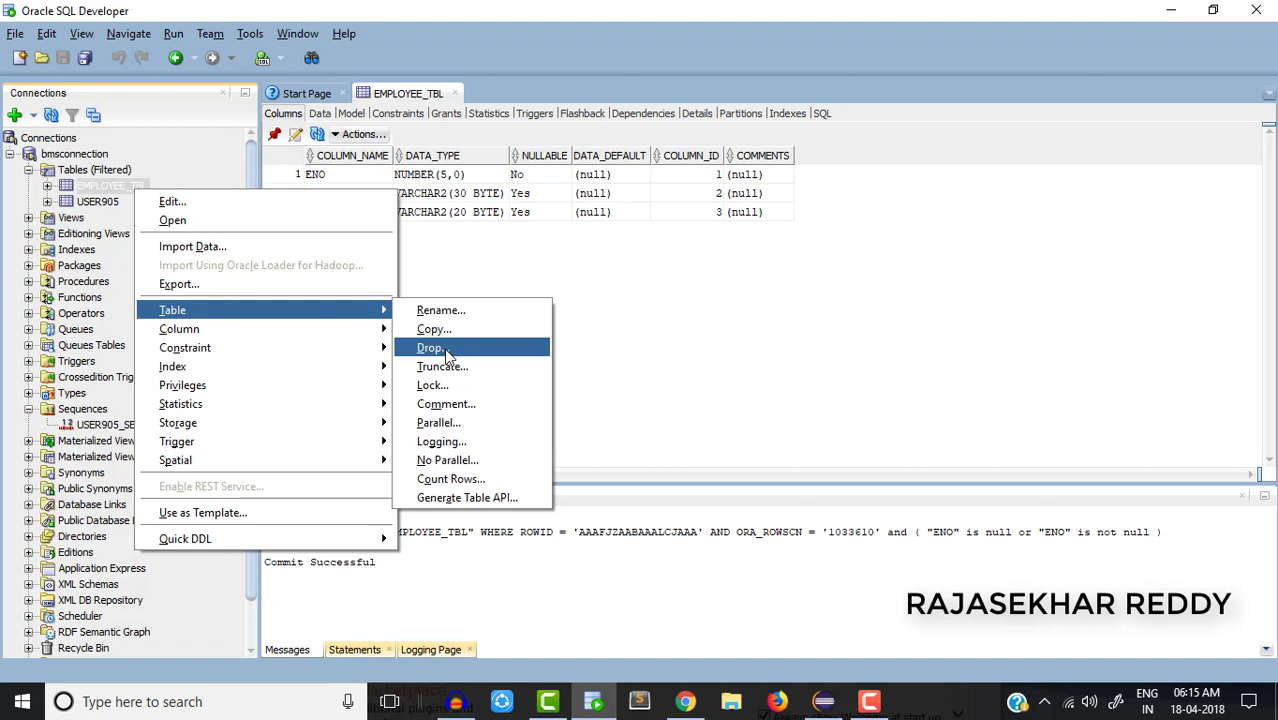 Oracle SQL Developer
File Edit View Navigate Run Team Tools Window Help
Connections
Start Page
EMPLOYEE_TBL
Columns Data Model Constraints Grants Statistics Triggers Flashback Dependencies Details Partitions Indexes SQL
Actions...
COLUMN_NAME DATA_TYPE NULLABLE DATA_DEFAULT COLUMN_ID COMMENTS
1 ENO NUMBER(5,0) No (null) 1 (null)
VARCHAR2(30 BYTE) Yes (null) 2 (null)
VARCHAR2(20 BYTE) Yes (null) 3 (null)
Connections
bmsconnection
Tables (Filtered)
EMPLOYEE_TBL
USER905
Views
Editioning Views
Indexes
Packages
Procedures
Functions
Operators
Queues
Queues Tables
Triggers
Crossedition Trig
Types
Sequences
USER905_SE
Materialized View
Materialized View
Synonyms
Public Synonyms
Database Links
Public Database L
Directories
Editions
Application Express
XML Schemas
XML DB Repository
Scheduler
RDF Semantic Graph
Recycle Bin
Edit...
Open
Import Data...
Import Using Oracle Loader for Hadoop...
Export...
Table
Column
Constraint
Index
Privileges
Statistics
Storage
Trigger
Spatial
Enable REST Service...
Use as Template...
Quick DDL
Rename...
Copy...
Drop...
Truncate...
Lock...
Comment...
Parallel...
Logging...
No Parallel...
Count Rows...
Generate Table API...
EMPLOYEE_TBL" WHERE ROWID = 'AAAFJZAABAAALCJAAA' AND ORA_ROWSCN = '1033610' and ( "ENO" is null or "ENO" is not null )
Commit Successful
RAJASEKHAR REDDY
Messages Statements Logging Page
Type here to search
ENG
IN
06:15 AM
18-04-2018